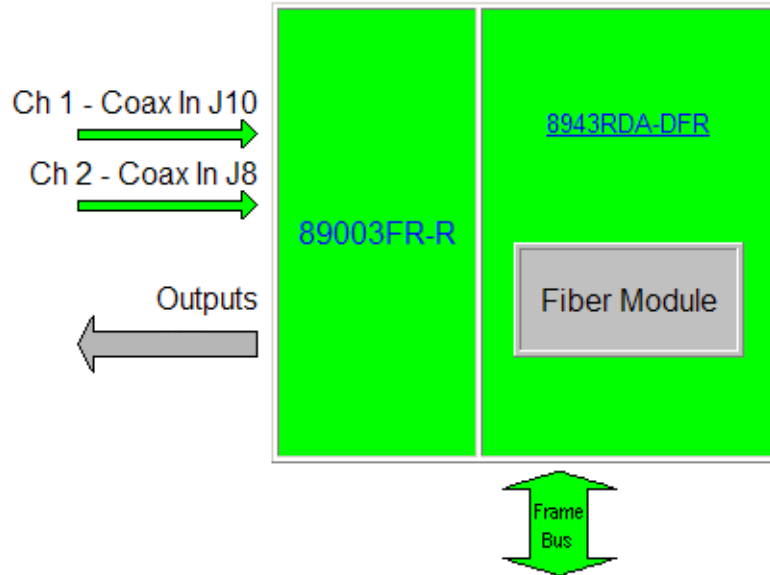 Ch 1 - Coax In J10
Ch 2 - Coax In J8
Outputs
89003FR-R
8943RDA-DFR
Fiber Module
Frame
Bus